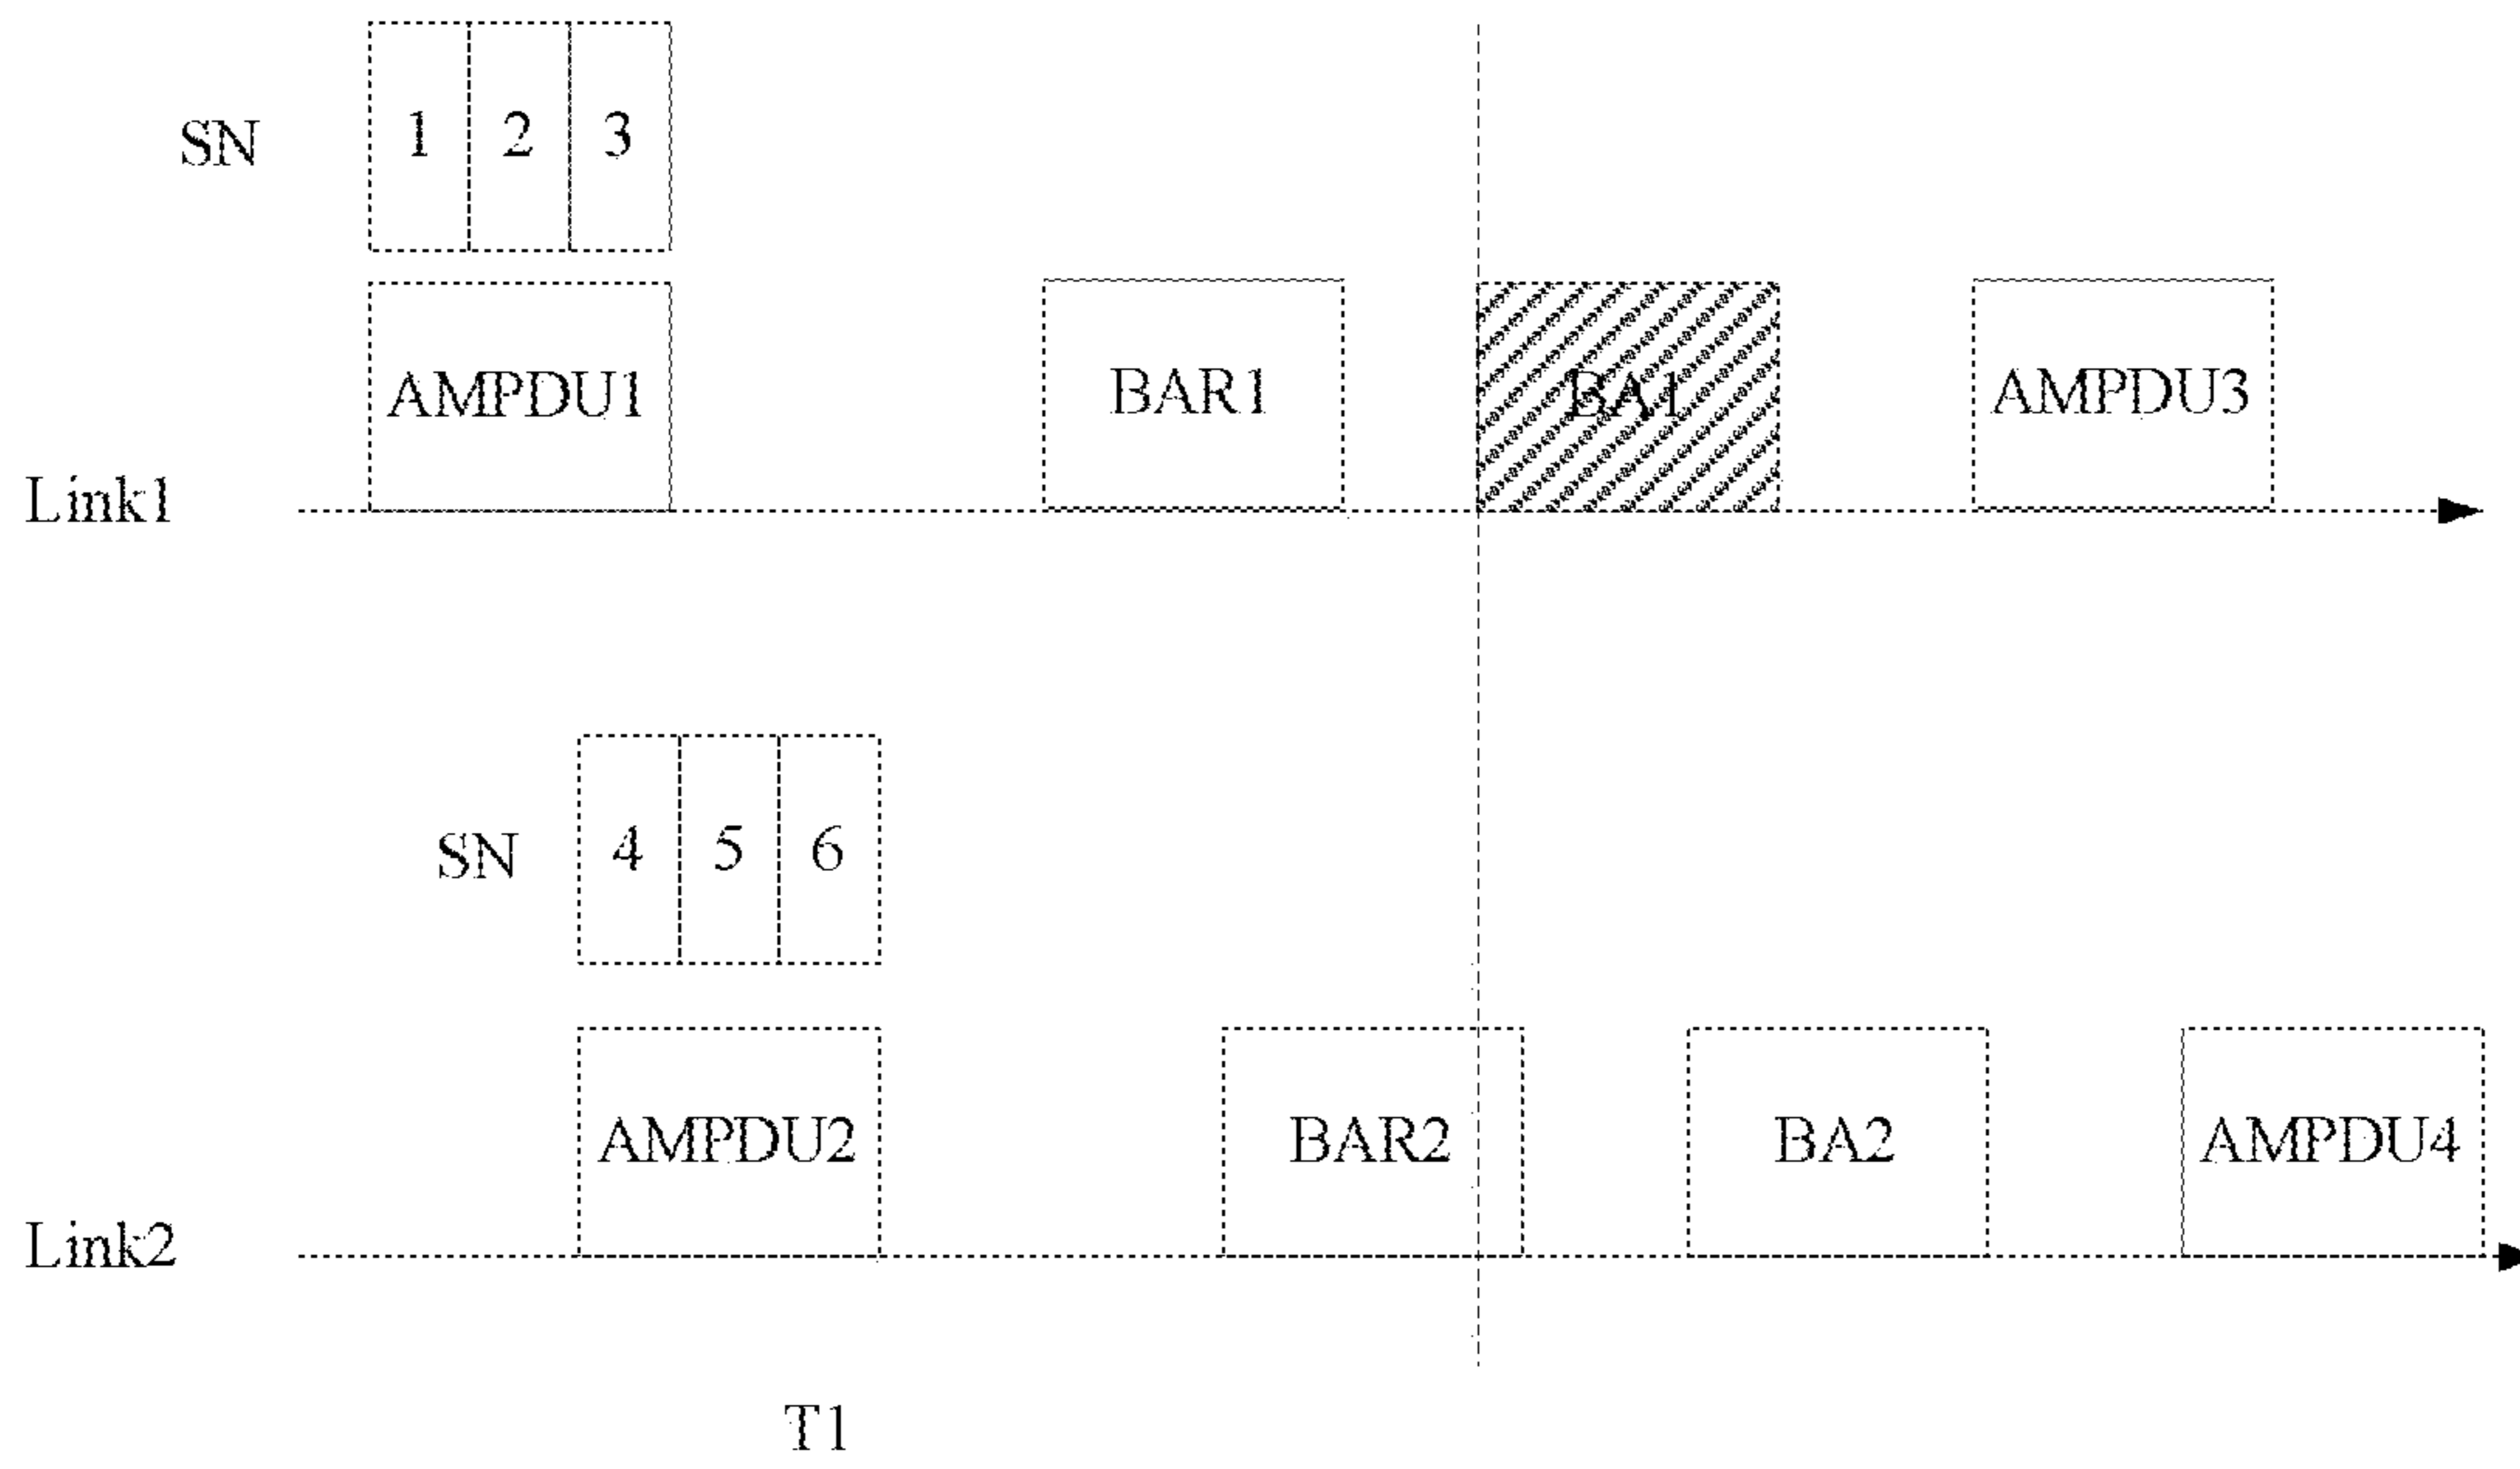 SN 1 2 3
AMPDU1 BAR1 BA1 AMPDU3
Link1
SN 4 5 6
AMPDU2 BAR2 BA2 AMPDU4
Link2
T1